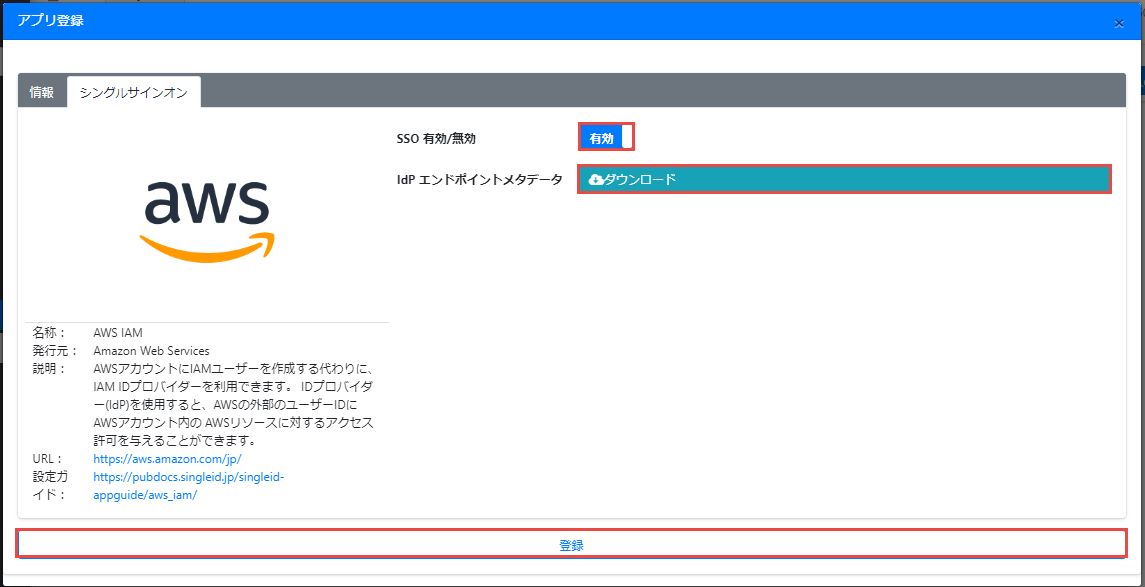 アプリ登録
×
情報
シングルサインオン
SSO 有効/無効
有効
IdP エンドポイントメタデータ
ダウンロード
aws
名称： AWS IAM
発行元： Amazon Web Services
説明： AWSアカウントにIAMユーザーを作成する代わりに、
IAM IDプロバイダーを利用できます。 IDプロバイダ
ー(IdP)を使用すると、AWSの外部のユーザーIDに
AWSアカウント内の AWSリソースに対するアクセス
許可を与えることができます。
URL： https://aws.amazon.com/jp/
設定ガ https://pubdocs.singleid.jp/singleid-
イド： appguide/aws_iam/
登録